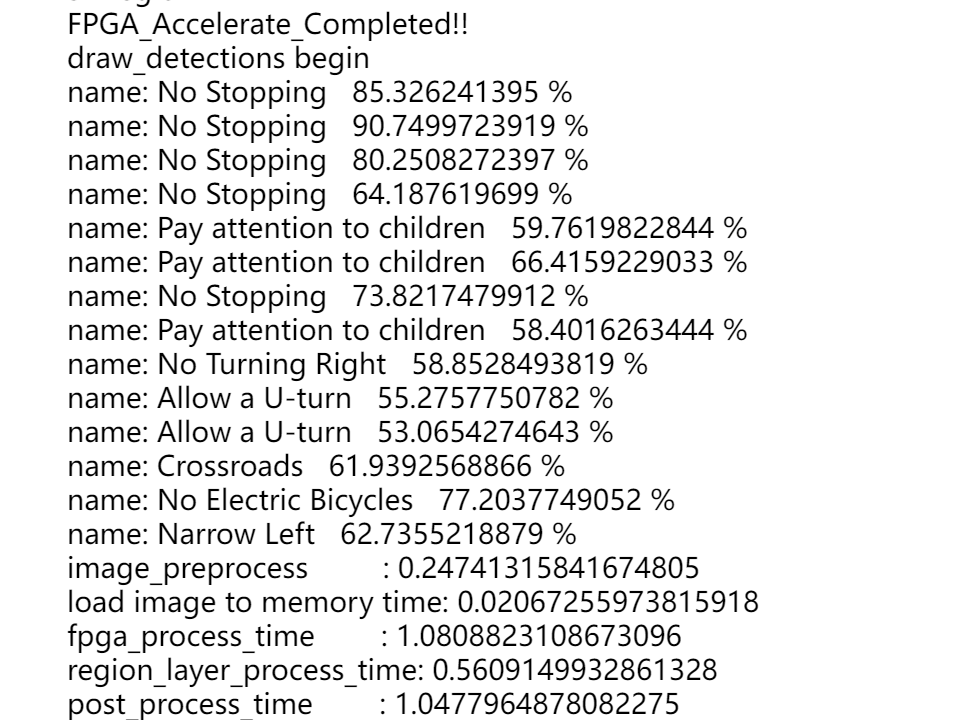 FPGA_Accelerate_Completed!!
draw_detections begin
name: No Stopping 85.326241395 %
name: No Stopping 90.7499723919 %
name: No Stopping 80.2508272397 %
name: No Stopping 64.187619699 %
name: Pay attention to children 59.7619822844 %
name: Pay attention to children 66.4159229033 %
name: No Stopping 73.8217479912 %
name: Pay attention to children 58.4016263444 %
name: No Turning Right 58.8528493819 %
name: Allow a U-turn 55.2757750782 %
name: Allow a U-turn 53.0654274643 %
name: Crossroads 61.9392568866 %
name: No Electric Bicycles 77.2037749052 %
name: Narrow Left 62.7355218879 %
image_preprocess : 0.24741315841674805
load image to memory time: 0.02067255973815918
fpga_process_time : 1.0808823108673096
region_layer_process_time: 0.5609149932861328
post_process_time : 1.0477964878082275